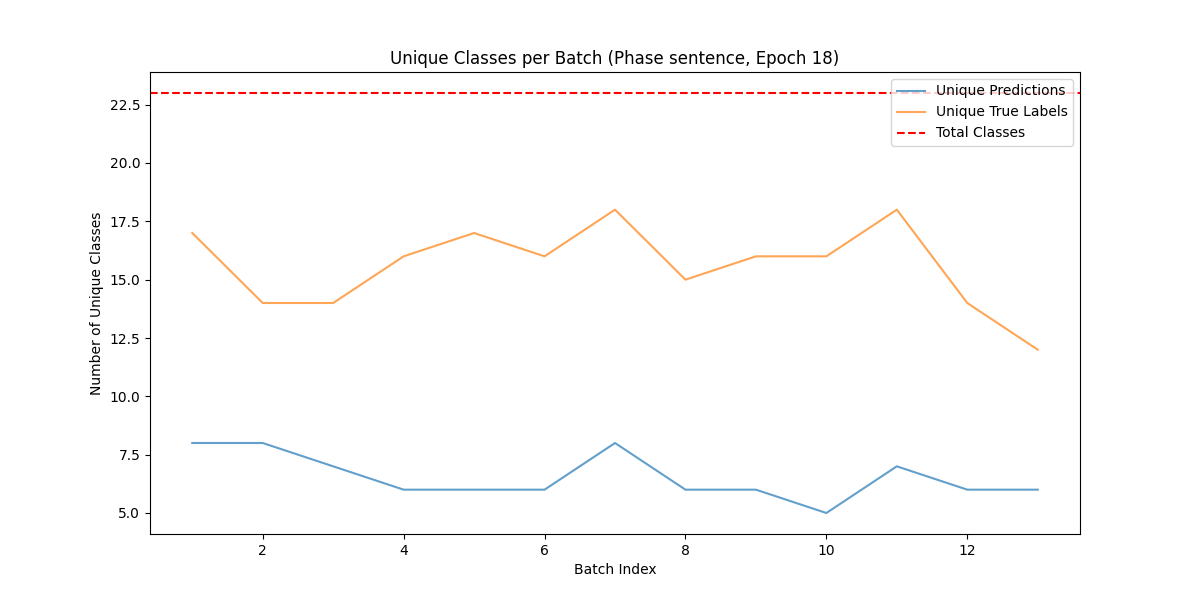 Unique Classes per Batch (Phase sentence, Epoch 18)
Unique Predictions
Unique True Labels
Total Classes
Number of Unique Classes
22.5
20.0
17.5
15.0
12.5
10.0
7.5
5.0
2 4 6 8 10 12
Batch Index